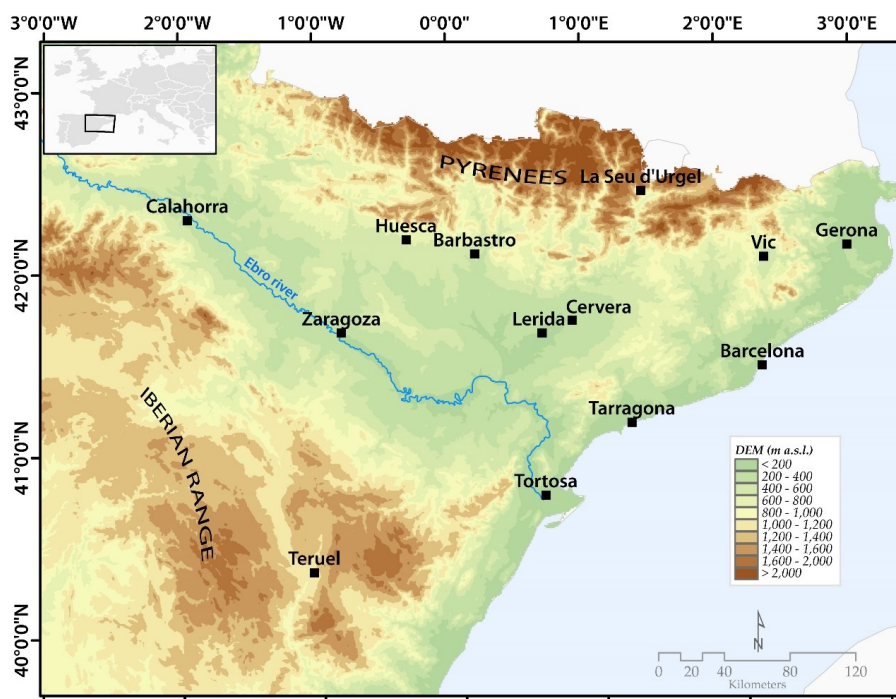 3°0'0"W 2°0'0"W 1°0'0"W 0°0'0" 1°0'0"E 2°0'0"E 3°0'0"E
43°0'0"N
PYRENEES
La Seu d'Urgel
Calahorra
Huesca
Barbastro
Vic
Gerona
42°0'0"N
Ebro river
Zaragoza
Lerida
Cervera
Barcelona
IBERIAN RANGE
Tarragona
41°0'0"N
Tortosa
Teruel
40°0'0"N
DEM (m a.s.l.)
< 200
200 - 400
400 - 600
600 - 800
800 - 1,000
1,000 - 1,200
1,200 - 1,400
1,400 - 1,600
1,600 - 2,000
> 2,000
N
0 20 40 80 120
Kilometers